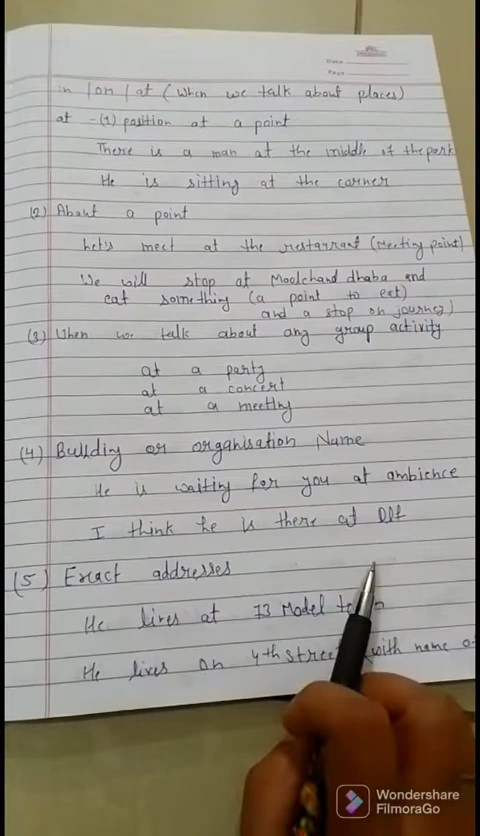 Date
Page
in / on / at (when we talk about places)
at - (1) position at a point
There is a man at the middle of the park
He is sitting at the corner
(2) About a point
Let's meet at the restaurant (Meeting point)
We will stop at Moolchand dhaba and
eat something (a point to eat)
and a stop on journey)
(3) When we talk about any group activity
at a party
at a concert
at a meeting
(4) Building or organisation Name
He is waiting for you at ambience
I think he is there at Dlf
(5) Exact addresses
He lives at 73 Model
He lives on 4th street (with name
Wondershare
FilmoraGo